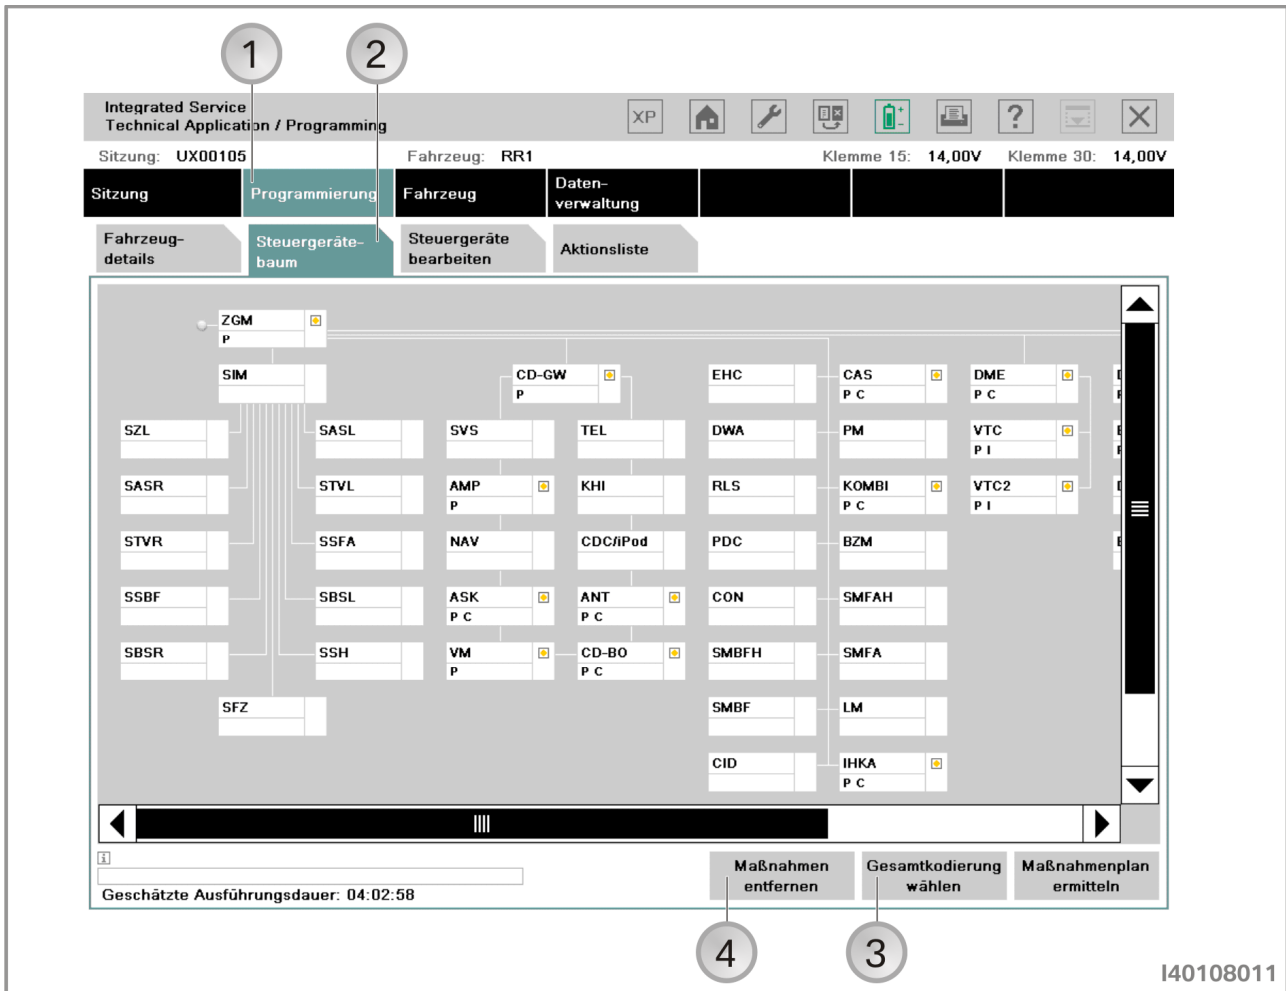 1 2
Integrated Service
Technical Application / Programming
XP
?
Sitzung: UX00105 Fahrzeug: RR1 Klemme 15: 14,00V Klemme 30: 14,00V
Sitzung
Programmierung
Fahrzeug
Daten-
verwaltung
Fahrzeug-
details
Steuergeräte-
baum
Steuergeräte
bearbeiten
Aktionsliste
ZGM
P
SIM
CD-GW
P
EHC
CAS
P C
DME
P C
SZL
SASL
SVS
TEL
DWA
PM
VTC
P I
SASR
STVL
AMP
P
KHI
RLS
KOMBI
P C
VTC2
P I
STVR
SSFA
NAV
CDC/iPod
PDC
BZM
SSBF
SBSL
ASK
P C
ANT
P C
CON
SMFAH
SBSR
SSH
VM
P
CD-BO
P C
SMBFH
SMFA
SFZ
SMBF
LM
CID
IHKA
P C
i
Geschätzte Ausführungsdauer: 04:02:58
Maßnahmen
entfernen
Gesamtkodierung
wählen
Maßnahmenplan
ermitteln
4 3
I40108011